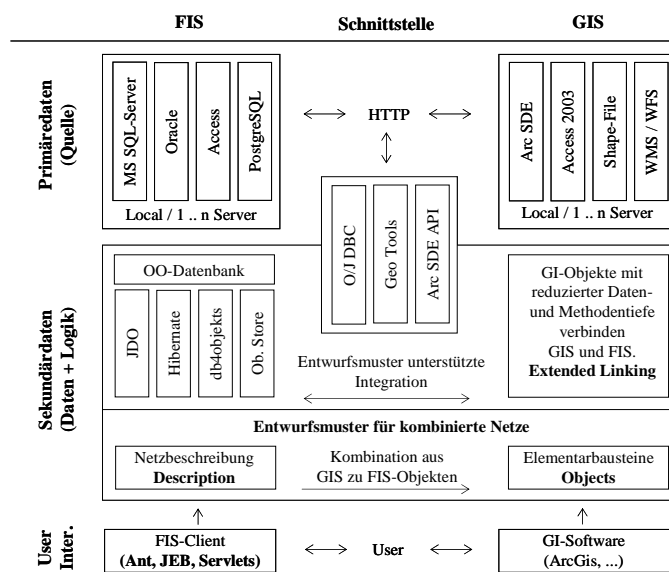 FIS
Schnittstelle
GIS
Primäredaten
(Quelle)
MS SQL-Server
Oracle
Access
PostgreSQL
Local / 1 .. n Server
HTTP
Arc SDE
Access 2003
Shape-File
WMS / WFS
Local / 1 .. n Server
O/J DBC
Geo Tools
Arc SDE API
Sekundärdaten
(Daten + Logik)
OO-Datenbank
JDO
Hibernate
db4objekts
Ob. Store
Entwurfsmuster unterstützte
Integration
GI-Objekte mit
reduzierter Daten-
und Methodentiefe
verbinden
GIS und FIS.
Extended Linking
Entwurfsmuster für kombinierte Netze
Netzbeschreibung
Description
Kombination aus
GIS zu FIS-Objekten
Elementarbausteine
Objects
User
Inter.
FIS-Client
(Ant, JEB, Servlets)
User
GI-Software
(ArcGis, ...)